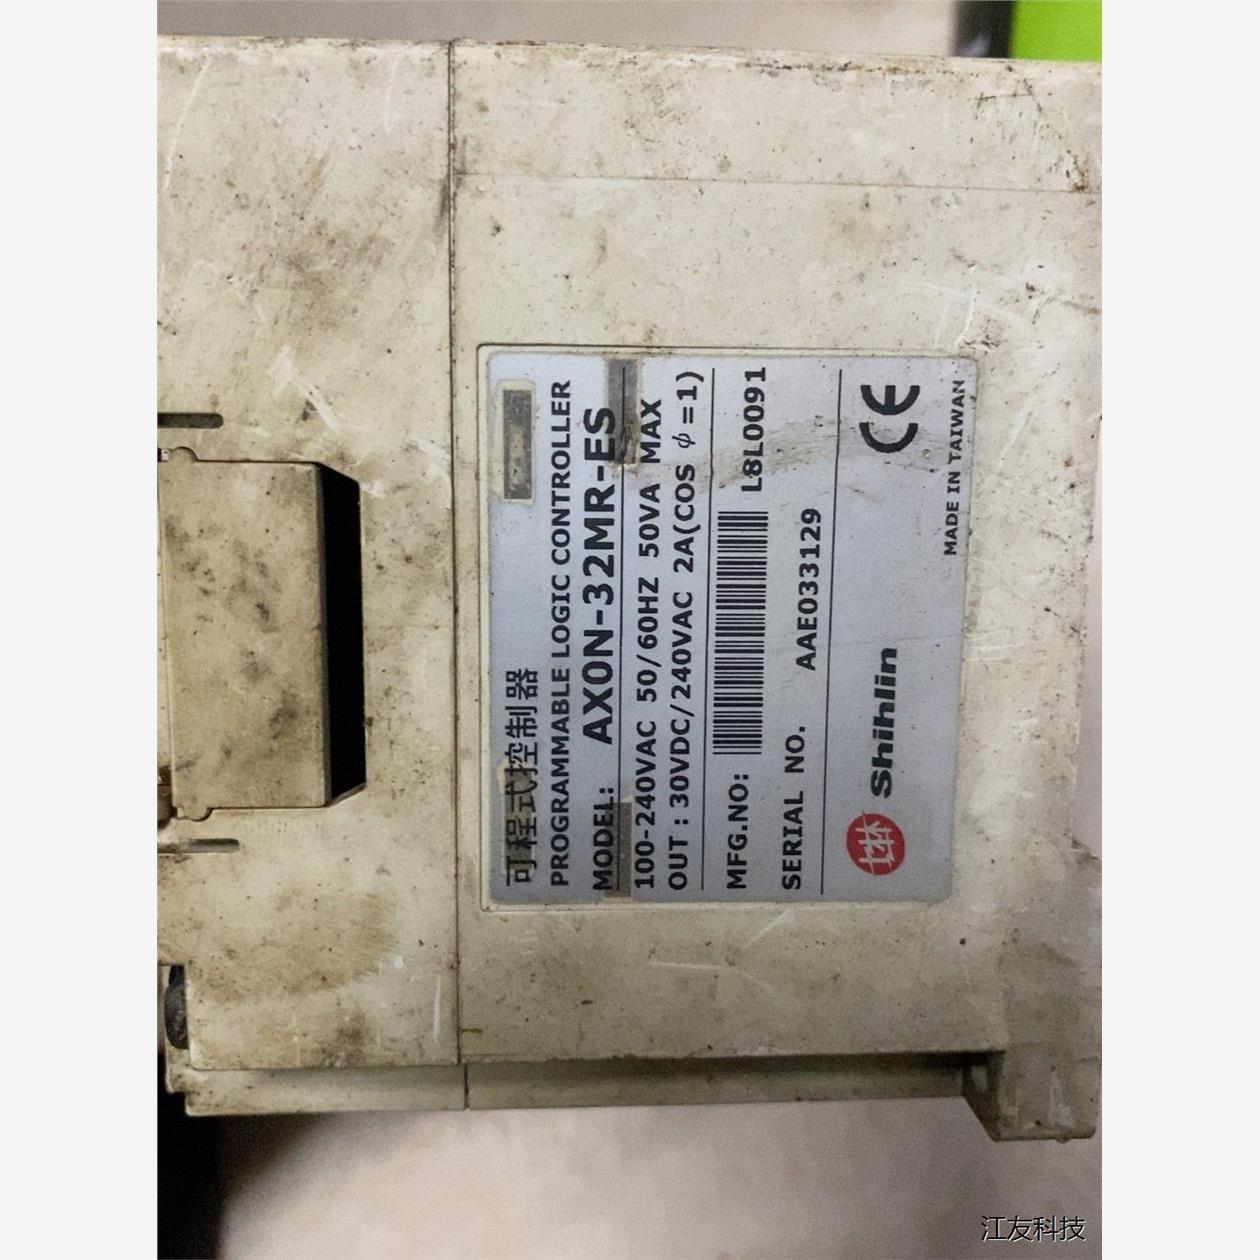 可程式控制器
PROGRAMMABLE LOGIC CONTROLLER
MODEL: AX0N-32MR-ES
100-240VAC 50/60HZ 50VA MAX
OUT : 30VDC/240VAC 2A(COS φ =1)
MFG.NO: L8L0091
SERIAL NO. AAE033129
Shihlin
CE
MADE IN TAIWAN
江友科技